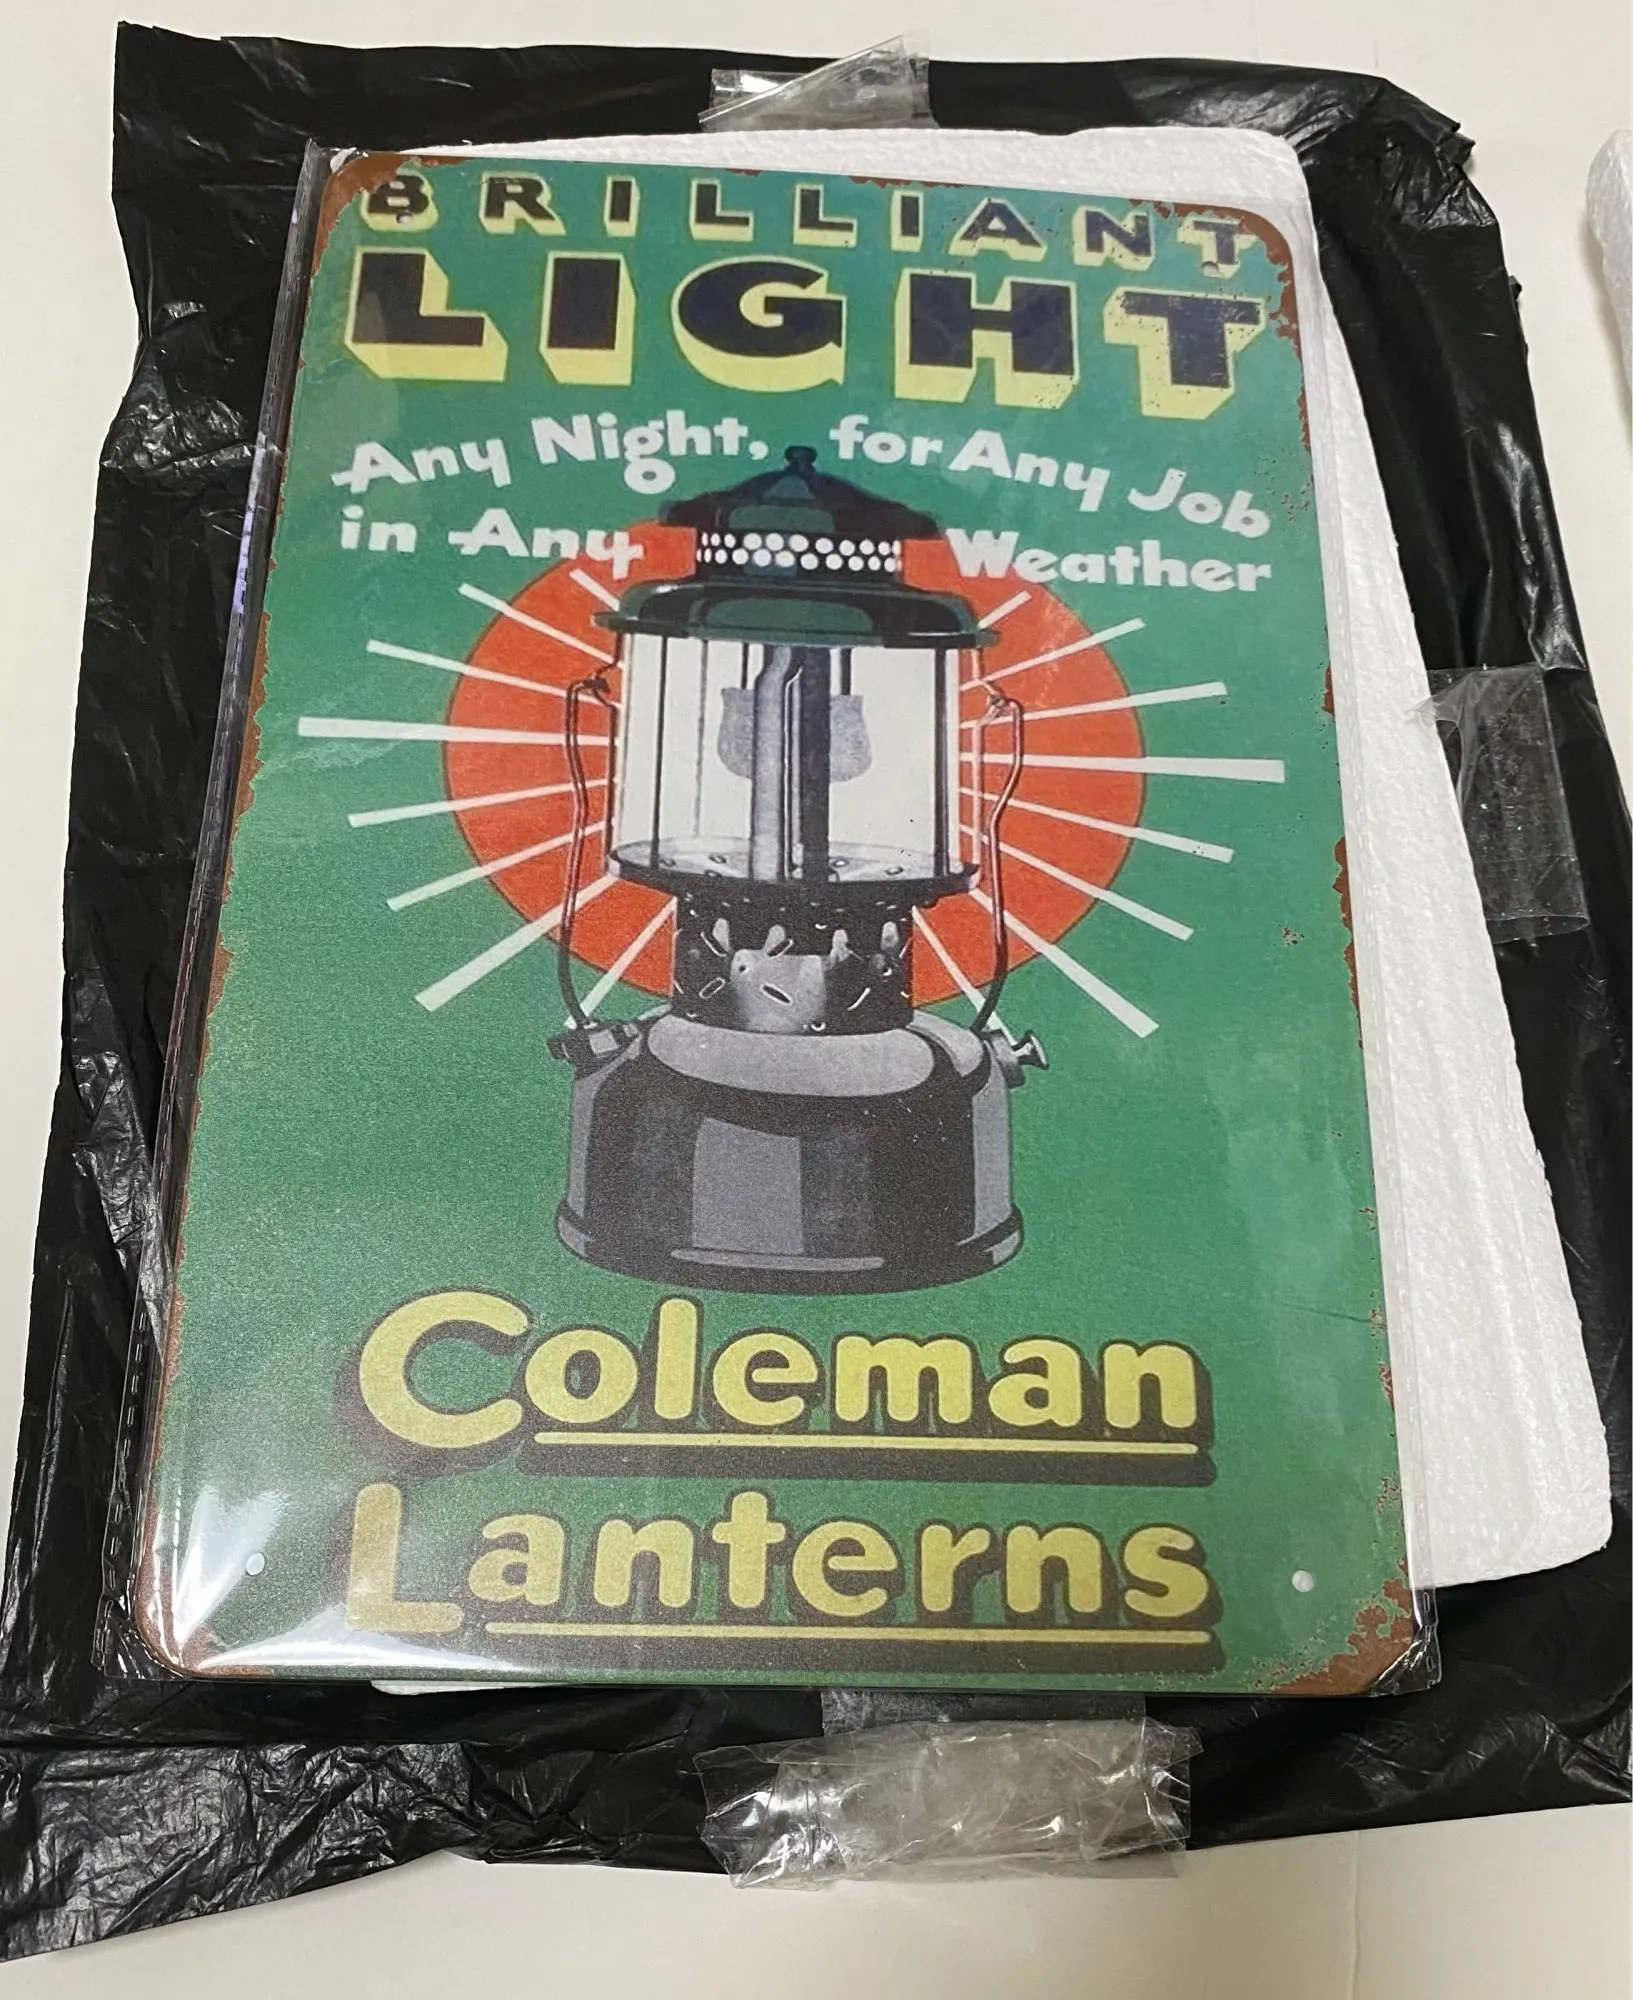 BRILLIANT
LIGHT
Any Night, for Any Job
in Any Weather
Coleman
Lanterns